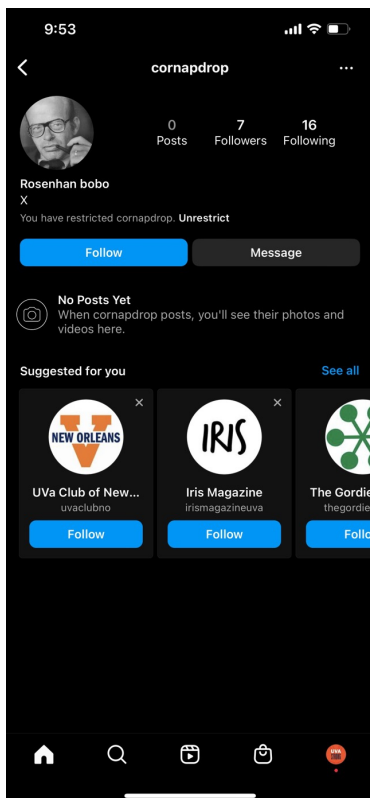 9:53
cornapdrop
0
7
16
Posts
Followers
Following
Rosenhan bobo
X
You have restricted cornapdrop. Unrestrict
Follow
Message
No Posts Yet
When cornapdrop posts, you'll see their photos and
videos here.
Suggested for you
See all
NEW ORLEANS
IRIS
UVa Club of New...
Iris Magazine
The Gordie
uvaclubno
irismagazineuva
thegordie
Follow
Follow
Follo
UVA